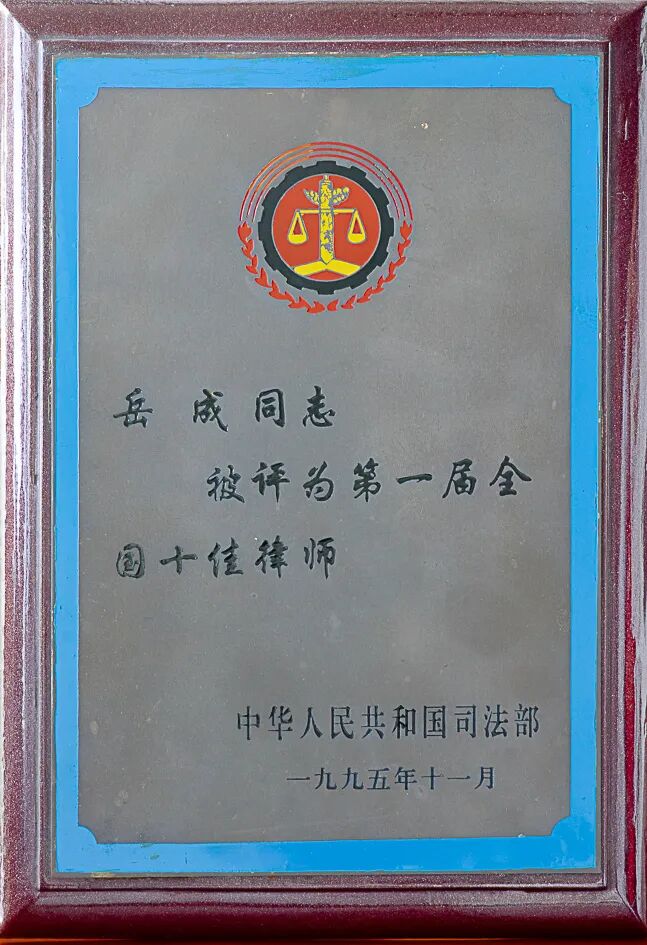 岳成同志
被评为第一届全
国十佳律师
中华人民共和国司法部
一九九五年十一月